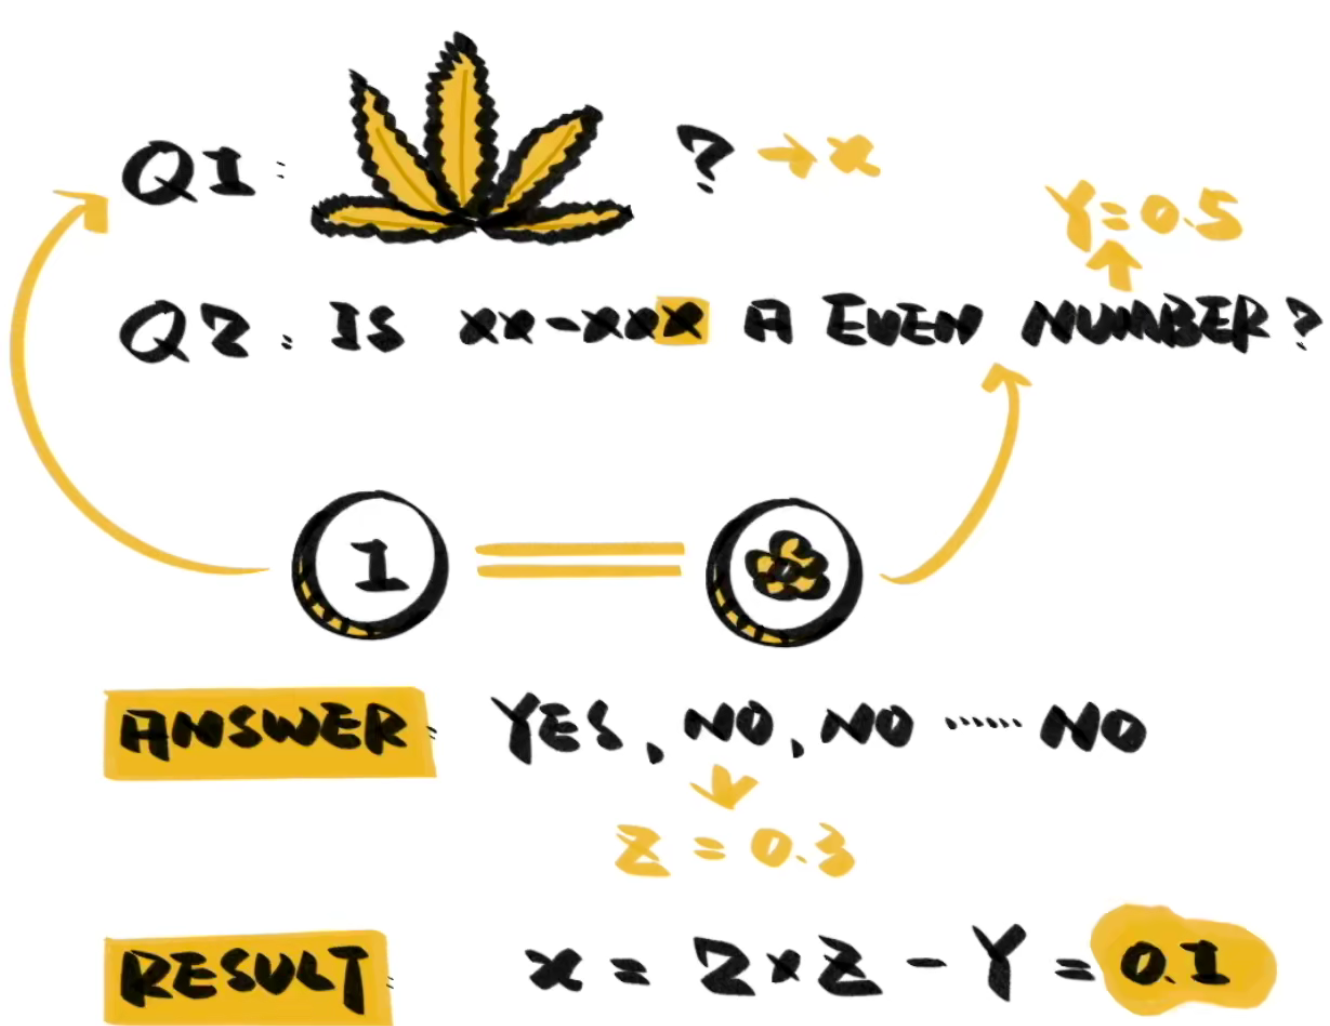 Q1: ? → x
Y=0.5
Q2: IS xx-xxx A EVEN NUMBER?
1
ANSWER: YES, NO, NO ...... NO
Z = 0.3
RESULT: x = 2×Z - Y = 0.1